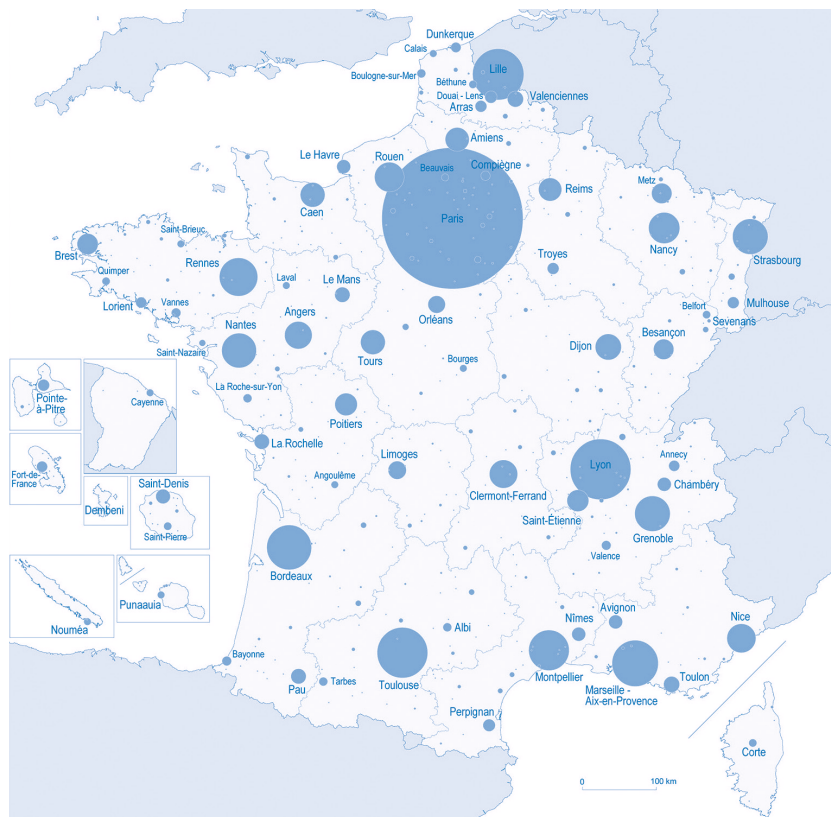 Dunkerque
Calais
Boulogne-sur-Mer
Lille
Béthune
Douai - Lens
Valenciennes
Arras
Amiens
Le Havre
Rouen
Beauvais
Compiègne
Reims
Metz
Caen
Paris
Nancy
Strasbourg
Saint-Brieuc
Brest
Rennes
Troyes
Quimper
Laval
Le Mans
Lorient
Vannes
Angers
Orléans
Mulhouse
Belfort
Sevenans
Nantes
Besançon
Saint-Nazaire
Tours
Dijon
Bourges
La Roche-sur-Yon
Pointe-
à-Pitre
Cayenne
Poitiers
La Rochelle
Limoges
Lyon
Annecy
Fort-de-
France
Angoulême
Clermont-Ferrand
Chambéry
Saint-Denis
Dembeni
Saint-Étienne
Grenoble
Saint-Pierre
Valence
Bordeaux
Punaauia
Nouméa
Albi
Nîmes
Avignon
Nice
Bayonne
Pau
Tarbes
Toulouse
Montpellier
Marseille -
Aix-en-Provence
Toulon
Perpignan
Corte
0 100 km